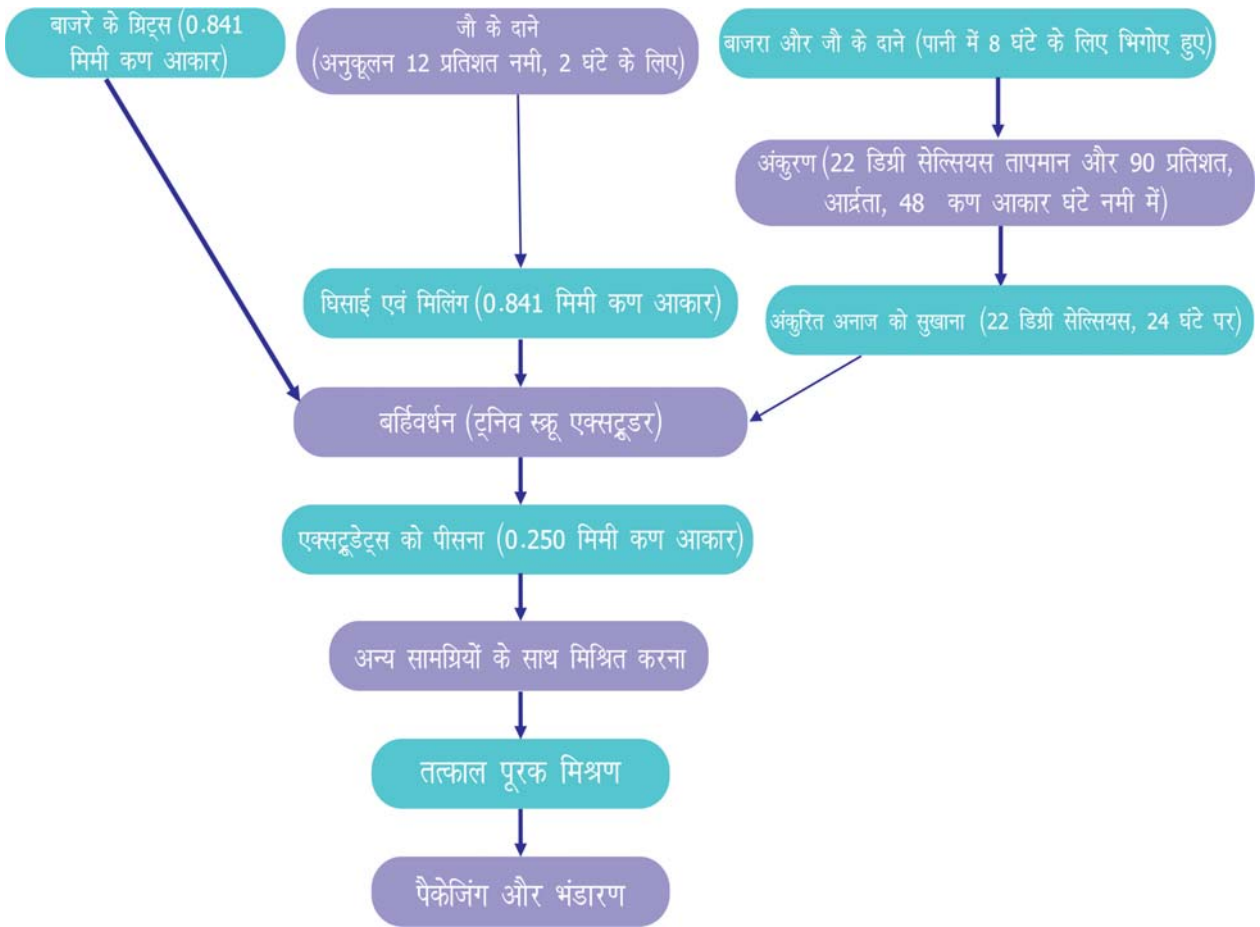 बाजरे के ग्रिट्स (0.841
मिमी कण आकार)
जौ के दाने
(अनुकूलन 12 प्रतिशत नमी, 2 घंटे के लिए)
बाजरा और जौ के दाने (पानी में 8 घंटे के लिए भिगोए हुए)
अंकुरण (22 डिग्री सेल्सियस तापमान और 90 प्रतिशत,
आर्द्रता, 48 कण आकार घंटे नमी में)
घिसाई एवं मिलिंग (0.841 मिमी कण आकार)
अंकुरित अनाज को सुखाना (22 डिग्री सेल्सियस, 24 घंटे पर)
बर्हिवर्धन (ट्निव स्क्रू एक्सट्रूडर)
एक्सट्रूडेट्स को पीसना (0.250 मिमी कण आकार)
अन्य सामग्रियों के साथ मिश्रित करना
तत्काल पूरक मिश्रण
पैकेजिंग और भंडारण